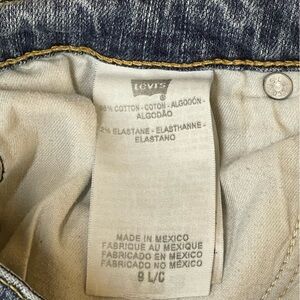 Levi's
®
98% COTTON - COTON - ALGODÓN -
ALGODÃO
2% ELASTANE - ELASTHANNE -
ELASTANO
MADE IN MEXICO
FABRIQUE AU MEXIQUE
FABRICADO EN MEXICO
FABRICADO NO MÉXICO
9 L/C